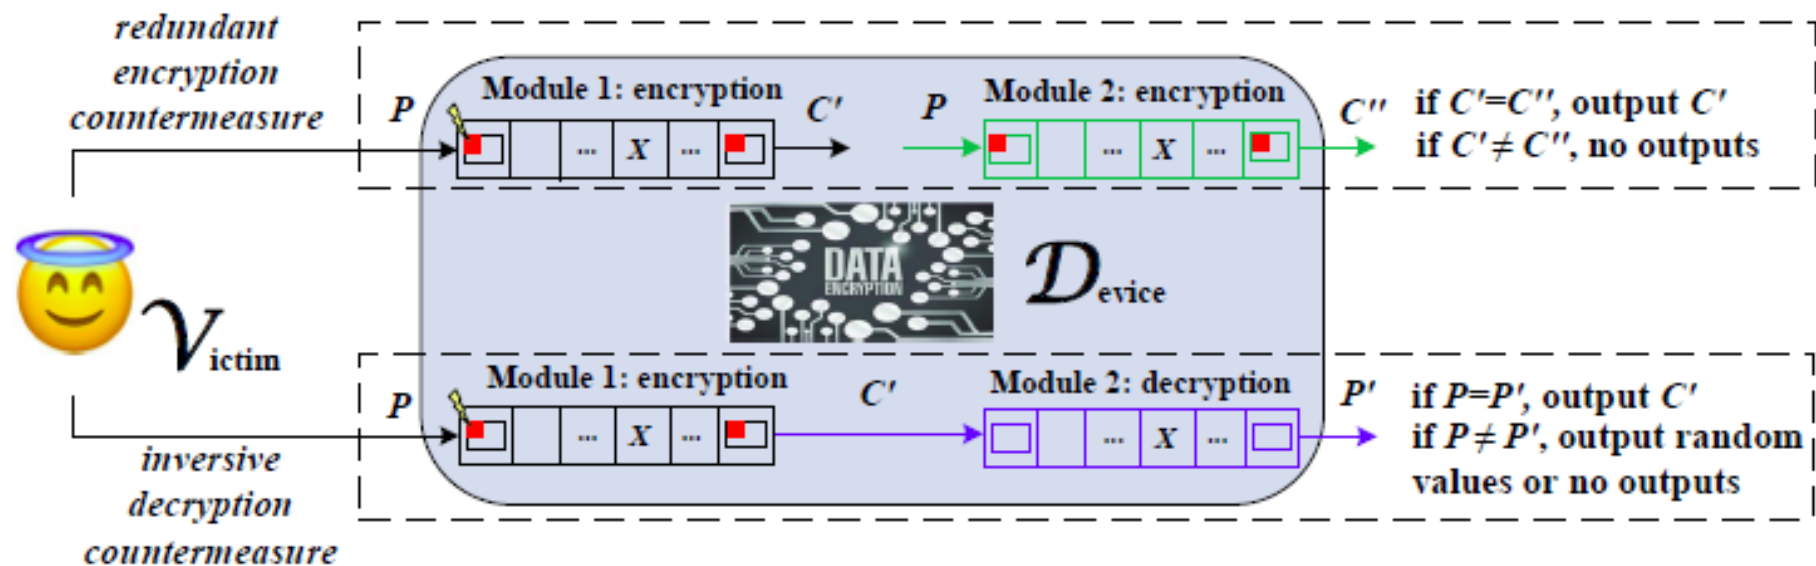 redundant
encryption
countermeasure
P
Module 1: encryption
C'
P
Module 2: encryption
C''
if C'=C'', output C'
if C'≠ C'', no outputs
... X ...
... X ...
DATA
ENCRYPTION
Device
Victim
P
Module 1: encryption
C'
Module 2: decryption
P'
if P=P', output C'
if P≠P', output random
values or no outputs
... X ...
... X ...
inversive
decryption
countermeasure